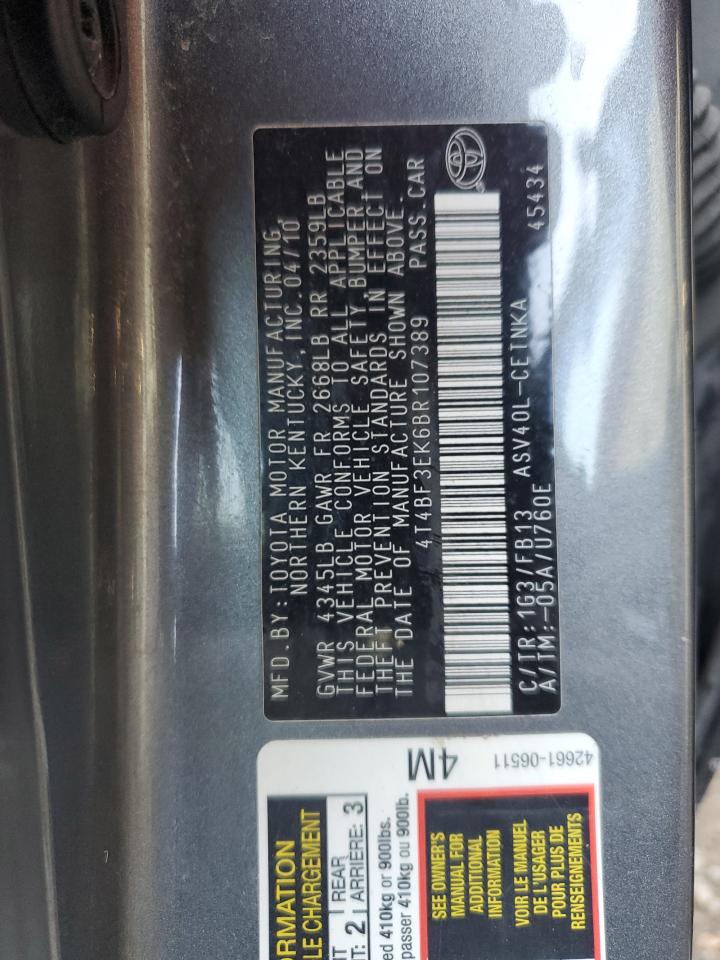 MFD.BY:TOYOTA MOTOR MANUFACTURING,
NORTHERN KENTUCKY, INC.04/10
GVWR 4345LB GAWR FR 2668LB RR 2359LB
THIS VEHICLE CONFORMS TO ALL APPLICABLE
FEDERAL MOTOR VEHICLE SAFETY,BUMPER AND
THEFT PREVENTION STANDARDS IN EFFECT ON
THE DATE OF MANUFACTURE SHOWN ABOVE.
4T4BF3EK6BR107389 PASS.CAR
C/TR:1G3/FB13 ASV40L-CETNKA 45434
A/TM:-05A/U760E
4M
42661-06511
ORMATION
LE CHARGEMENT
T: 2
REAR
ARRIÈRE: 3
ed 410kg or 900lbs.
passer 410kg ou 900lb.
SEE OWNER'S
MANUAL FOR
ADDITIONAL
INFORMATION
VOIR LE MANUEL
DE L'USAGER
POUR PLUS DE
RENSEIGNEMENTS